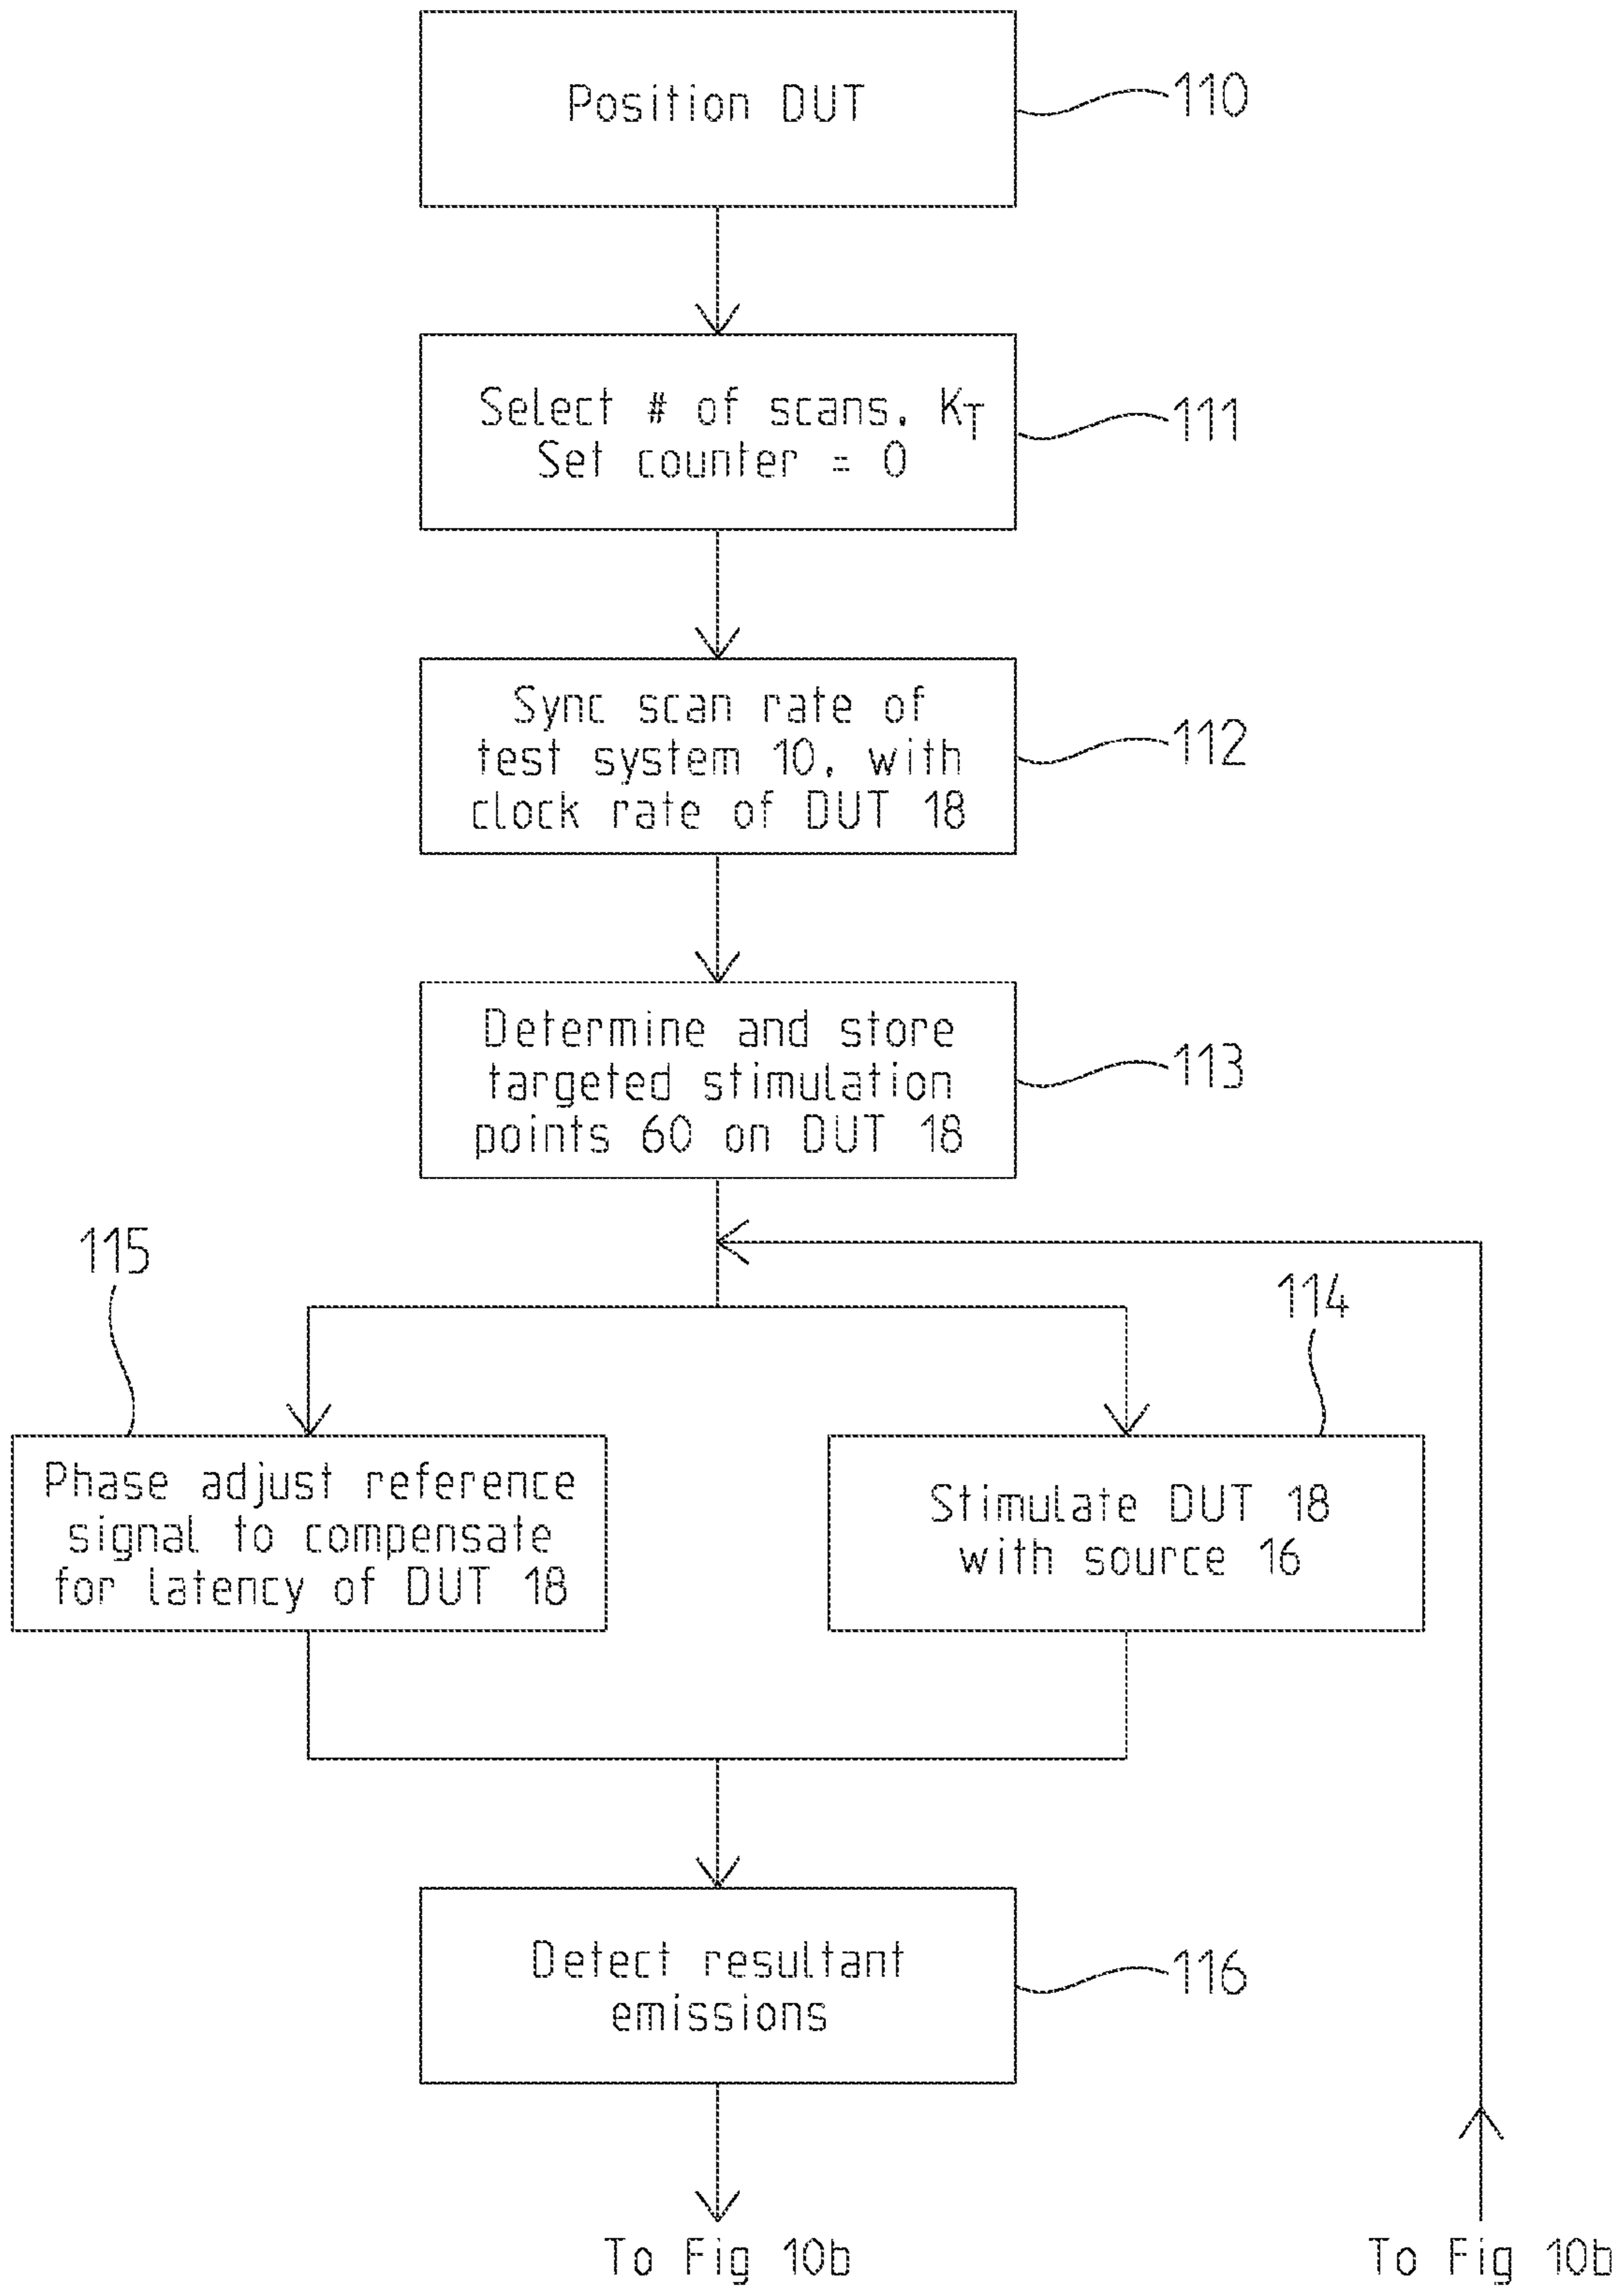 Position DUT
110
Select # of scans, KT
Set counter = 0
111
Sync scan rate of
test system 10, with
clock rate of DUT 18
112
Determine and store
targeted stimulation
points 60 on DUT 18
113
115
114
Phase adjust reference
signal to compensate
for latency of DUT 18
Stimulate DUT 18
with source 16
Detect resultant
emissions
116
To Fig 10b
To Fig 10b